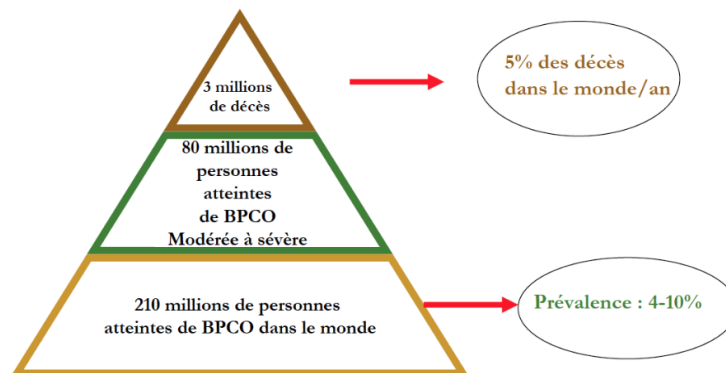 3 millions
de décès
5% des décès
dans le monde/an
80 millions de
personnes
atteintes
de BPCO
Modérée à sévère
210 millions de personnes
atteintes de BPCO dans le monde
Prévalence : 4-10%